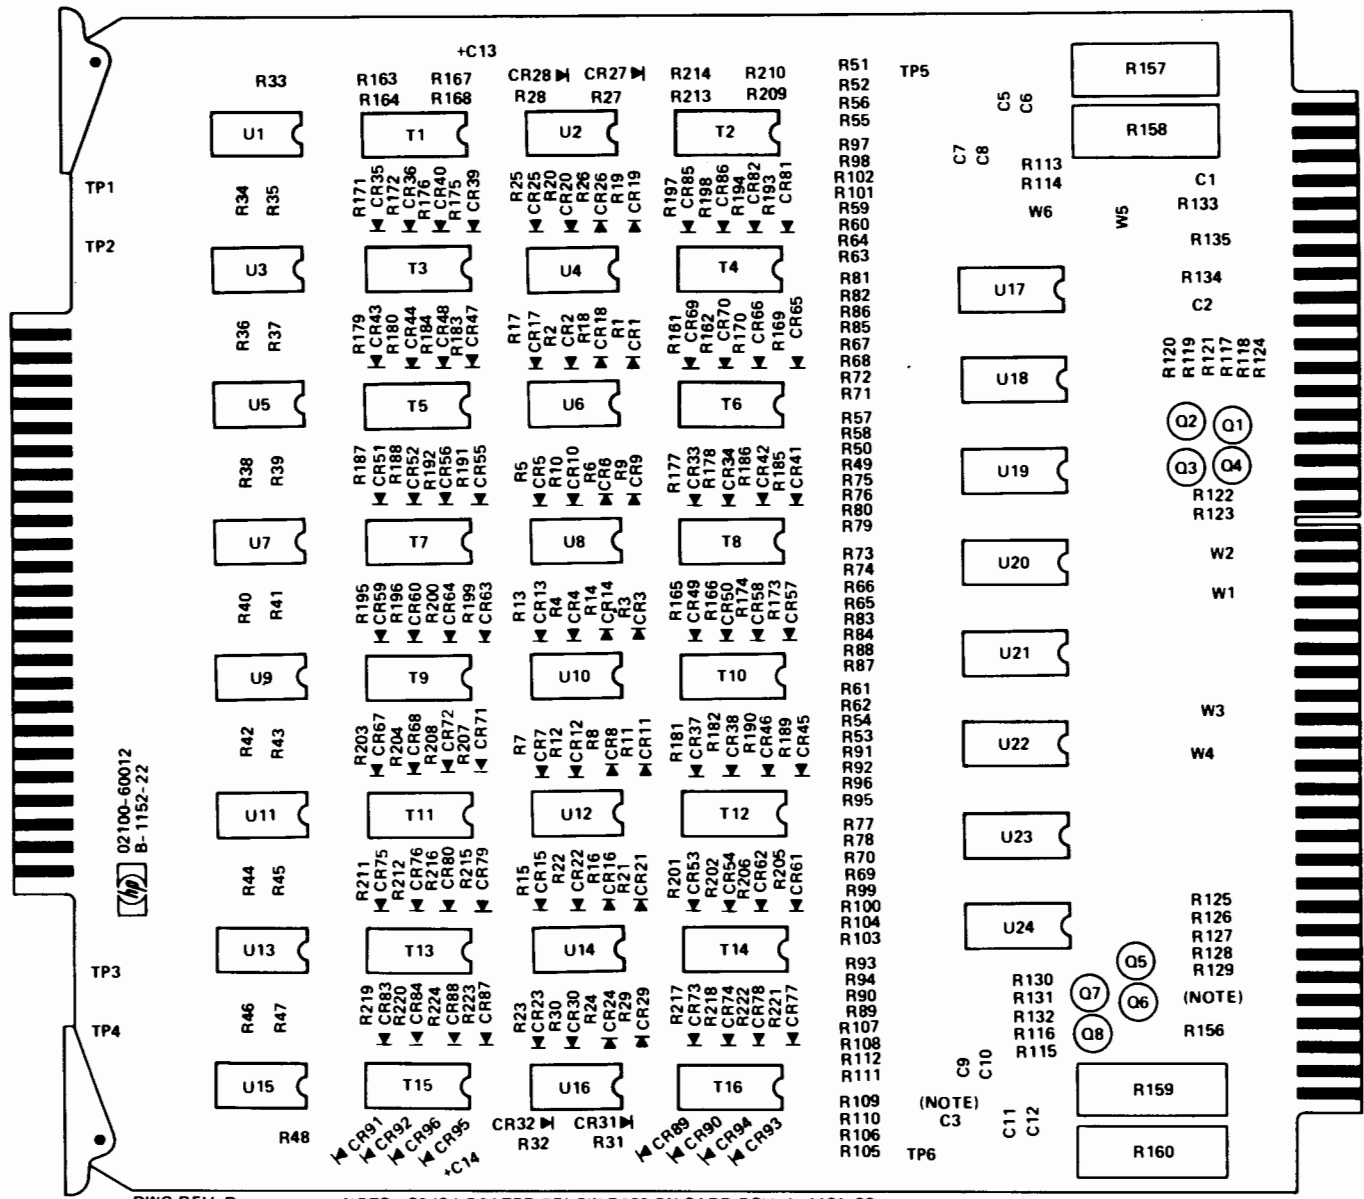 +C13
R33
R163 R167
R164 R168
CR28 CR27
R28 R27
R214 R210
R213 R209
U1 T1 U2 T2
TP1
R34 R35
R171 CR35 R172 CR36 R176 CR40 R175 CR39
R25 CR25 R20 CR20 R26 CR26 R19 CR19
R197 CR85 R198 CR86 R194 CR82 R193 CR81
TP2
U3 T3 U4 T4
R36 R37
R179 CR43 R180 CR44 R184 CR48 R183 CR47
R17 CR17 R2 CR2 R18 CR18 R1 CR1
R161 CR69 R162 CR70 R170 CR66 R169 CR65
U5 T5 U6 T6
R38 R39
R187 CR51 R188 CR52 R192 CR56 R191 CR55
R5 CR5 R10 CR10 R6 CR6 R9 CR9
R177 CR33 R178 CR34 R186 CR42 R185 CR41
U7 T7 U8 T8
R40 R41
R195 CR59 R196 CR60 R200 CR64 R199 CR63
R13 CR13 R4 CR4 R14 CR14 R3 CR3
R165 CR49 R166 CR50 R174 CR58 R173 CR57
U9 T9 U10 T10
R42 R43
R203 CR67 R204 CR68 R208 CR72 R207 CR71
R7 CR7 R12 CR12 R8 CR8 R11 CR11
R181 CR37 R182 CR38 R190 CR46 R189 CR45
02100-60012
B-1152-22
hp
U11 T11 U12 T12
R44 R45
R211 CR75 R212 CR76 R216 CR80 R215 CR79
R15 CR15 R22 CR22 R16 CR16 R21 CR21
R201 CR53 R202 CR54 R206 CR62 R205 CR61
U13 T13 U14 T14
TP3
R46 R47
R219 CR83 R220 CR84 R224 CR88 R223 CR87
R23 CR23 R30 CR30 R24 CR24 R29 CR29
R217 CR73 R218 CR74 R222 CR78 R221 CR77
TP4
U15 T15 U16 T16
R48
CR91 CR92 CR96 CR95
+C14
CR32 CR31
R32 R31
CR89 CR90 CR94 CR93
R51
R52
R56
R55
R97
R98
R102
R101
R59
R60
R64
R63
R81
R82
R86
R85
R67
R68
R72
R71
R57
R58
R50
R49
R75
R76
R80
R79
R73
R74
R66
R65
R83
R84
R88
R87
R61
R62
R54
R53
R91
R92
R96
R95
R77
R78
R70
R69
R99
R100
R104
R103
R93
R94
R90
R89
R107
R108
R112
R111
R109
R110
R106
R105
TP5
R157
C5 C6
R158
C7 C8
R113
R114
W6
W5
C1
R133
R135
R134
C2
U17
R120 R119 R121 R117 R118 R124
U18
Q2 Q1
U19
Q3 Q4
R122
R123
U20
W2
W1
U21
W3
U22
W4
U23
U24
R125
R126
R127
R128
R129
(NOTE)
Q5
Q7 Q6
Q8
R130
R131
R132
R116
R115
R156
C9 C10
R159
(NOTE)
C3
C11 C12
TP6
R160